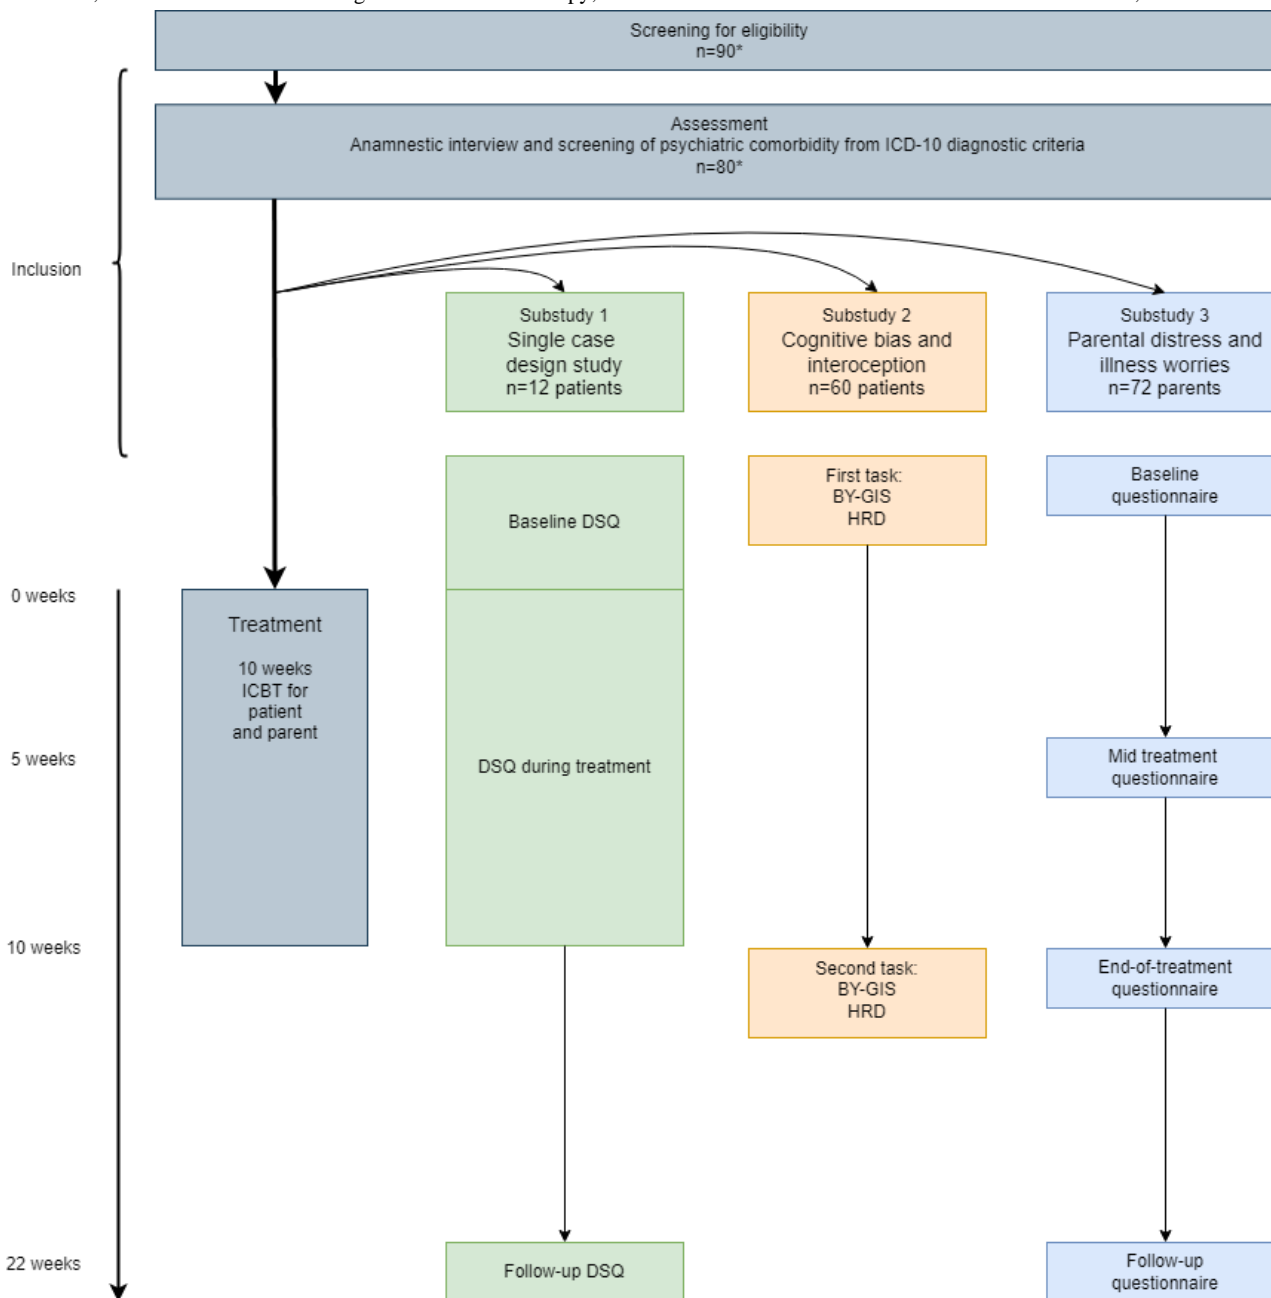 Screening for eligibility
n=90*
Assessment
Anamnestic interview and screening of psychiatric comorbidity from ICD-10 diagnostic criteria
n=80*
Inclusion
Substudy 1
Single case
design study
n=12 patients
Substudy 2
Cognitive bias and
interoception
n=60 patients
Substudy 3
Parental distress and
illness worries
n=72 parents
Baseline DSQ
First task:
BY-GIS
HRD
Baseline
questionnaire
0 weeks
Treatment
10 weeks
ICBT for
patient
and parent
5 weeks
DSQ during treatment
Mid treatment
questionnaire
10 weeks
Second task:
BY-GIS
HRD
End-of-treatment
questionnaire
22 weeks
Follow-up DSQ
Follow-up
questionnaire